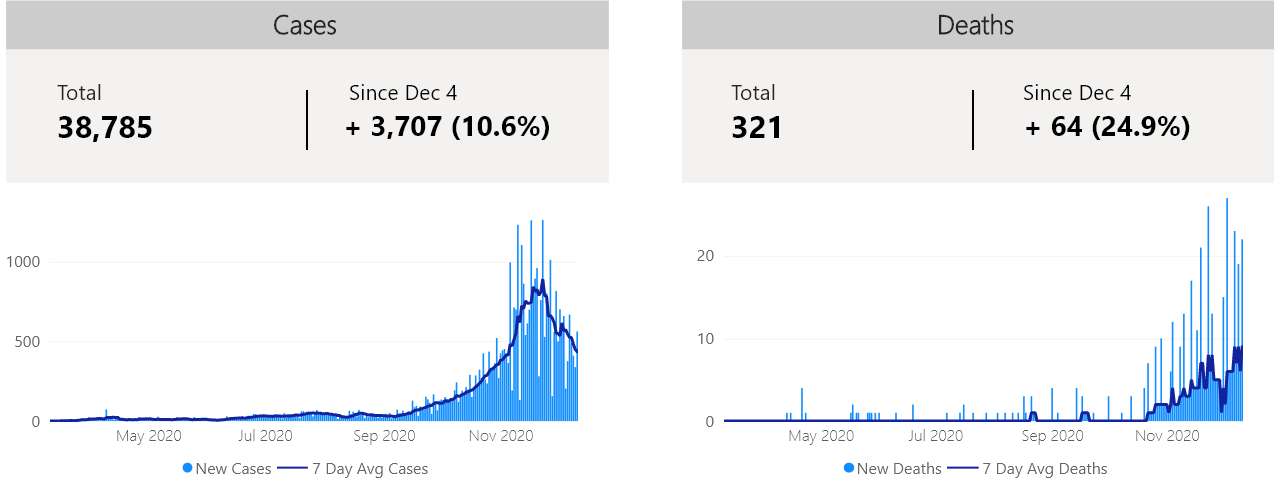 Cases
Total
Since Dec 4
38,785
+ 3,707 (10.6%)
1000
500
0
May 2020
Jul 2020
Sep 2020
Nov 2020
New Cases
7 Day Avg Cases
Deaths
Total
Since Dec 4
321
+ 64 (24.9%)
20
10
0
May 2020
Jul 2020
Sep 2020
Nov 2020
New Deaths
7 Day Avg Deaths